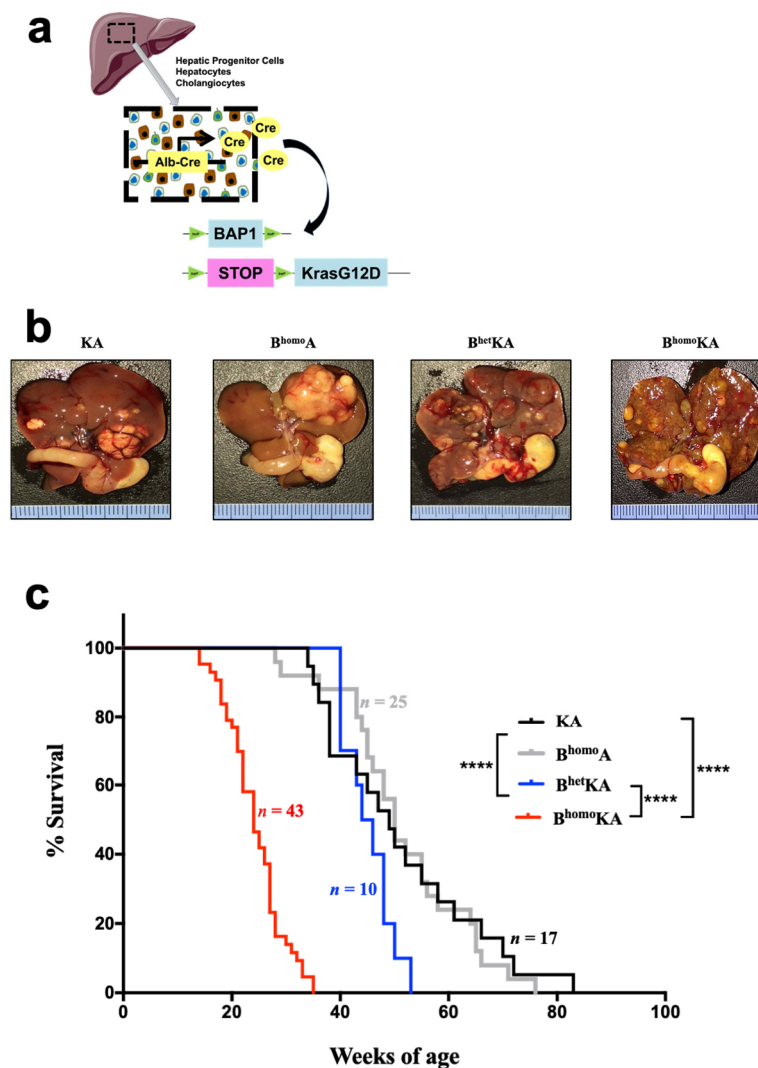 a
Hepatic Progenitor Cells
Hepatocytes
Cholangiocytes
Cre
Cre
Alb-Cre
Cre
BAP1
STOP
KrasG12D
b
KA
BhomoA
BhetKA
BhomoKA
c
100
80
60
40
20
0
% Survival
n = 25
n = 43
n = 10
n = 17
KA
BhomoA
BhetKA
BhomoKA
****
****
****
0
20
40
60
80
100
Weeks of age